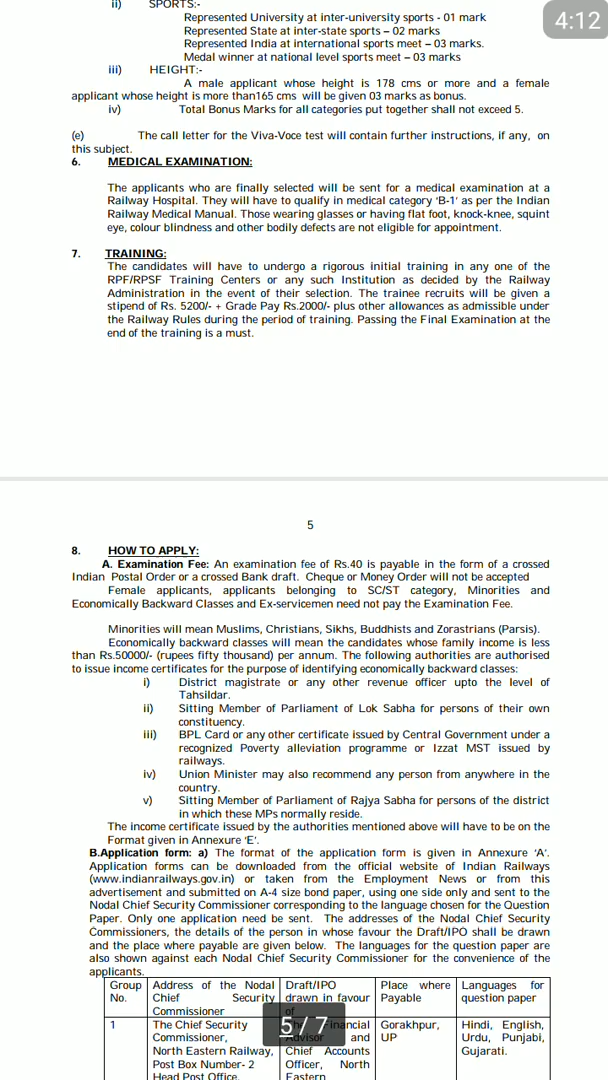 4:12
ii) SPORTS:-
Represented University at inter-university sports - 01 mark
Represented State at inter-state sports – 02 marks
Represented India at international sports meet – 03 marks.
Medal winner at national level sports meet – 03 marks
iii) HEIGHT:-
A male applicant whose height is 178 cms or more and a female
applicant whose height is more than165 cms will be given 03 marks as bonus.
iv) Total Bonus Marks for all categories put together shall not exceed 5.
(e) The call letter for the Viva-Voce test will contain further instructions, if any, on
this subject.
6. MEDICAL EXAMINATION:
The applicants who are finally selected will be sent for a medical examination at a
Railway Hospital. They will have to qualify in medical category ‘B-1’ as per the Indian
Railway Medical Manual. Those wearing glasses or having flat foot, knock-knee, squint
eye, colour blindness and other bodily defects are not eligible for appointment.
7. TRAINING:
The candidates will have to undergo a rigorous initial training in any one of the
RPF/RPSF Training Centers or any such Institution as decided by the Railway
Administration in the event of their selection. The trainee recruits will be given a
stipend of Rs. 5200/- + Grade Pay Rs.2000/- plus other allowances as admissible under
the Railway Rules during the period of training. Passing the Final Examination at the
end of the training is a must.
5
8. HOW TO APPLY:
A. Examination Fee: An examination fee of Rs.40 is payable in the form of a crossed
Indian Postal Order or a crossed Bank draft. Cheque or Money Order will not be accepted
Female applicants, applicants belonging to SC/ST category, Minorities and
Economically Backward Classes and Ex-servicemen need not pay the Examination Fee.
Minorities will mean Muslims, Christians, Sikhs, Buddhists and Zorastrians (Parsis).
Economically backward classes will mean the candidates whose family income is less
than Rs.50000/- (rupees fifty thousand) per annum. The following authorities are authorised
to issue income certificates for the purpose of identifying economically backward classes:
i) District magistrate or any other revenue officer upto the level of
Tahsildar.
ii) Sitting Member of Parliament of Lok Sabha for persons of their own
constituency.
iii) BPL Card or any other certificate issued by Central Government under a
recognized Poverty alleviation programme or Izzat MST issued by
railways.
iv) Union Minister may also recommend any person from anywhere in the
country.
v) Sitting Member of Parliament of Rajya Sabha for persons of the district
in which these MPs normally reside.
The income certificate issued by the authorities mentioned above will have to be on the
Format given in Annexure ‘E’.
B.Application form: a) The format of the application form is given in Annexure ‘A’.
Application forms can be downloaded from the official website of Indian Railways
(www.indianrailways.gov.in) or taken from the Employment News or from this
advertisement and submitted on A-4 size bond paper, using one side only and sent to the
Nodal Chief Security Commissioner corresponding to the language chosen for the Question
Paper. Only one application need be sent. The addresses of the Nodal Chief Security
Commissioners, the details of the person in whose favour the Draft/IPO shall be drawn
and the place where payable are given below. The languages for the question paper are
also shown against each Nodal Chief Security Commissioner for the convenience of the
applicants.
Group Address of the Nodal Draft/IPO Place where Languages for
No. Chief Security drawn in favour Payable question paper
Commissioner of
1 The Chief Security The Financial Gorakhpur, Hindi, English,
Commissioner, Advisor and UP Urdu, Punjabi,
North Eastern Railway, Chief Accounts Gujarati.
Post Box Number- 2 Officer, North
Head Post Office, Eastern
5 / 7